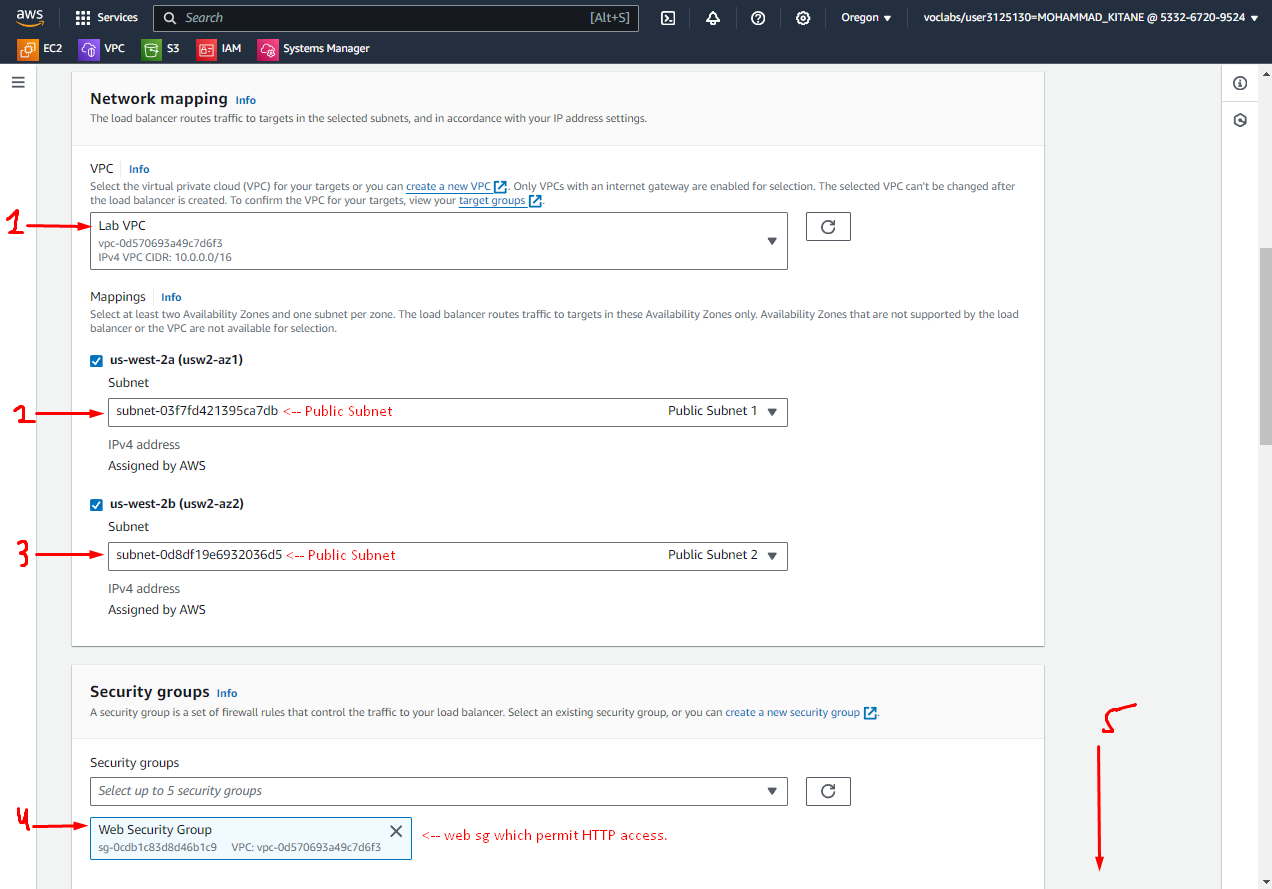 aws
Services
Search
[Alt+S]
Oregon
voclabs/user3125130=MOHAMMAD_KITANE @ 5332-6720-9524
EC2 VPC S3 IAM Systems Manager
Network mapping Info
The load balancer routes traffic to targets in the selected subnets, and in accordance with your IP address settings.
VPC Info
Select the virtual private cloud (VPC) for your targets or you can create a new VPC. Only VPCs with an internet gateway are enabled for selection. The selected VPC can't be changed after
the load balancer is created. To confirm the VPC for your targets, view your target groups.
1
Lab VPC
vpc-0d570693a49c7d6f3
IPv4 VPC CIDR: 10.0.0.0/16
Mappings Info
Select at least two Availability Zones and one subnet per zone. The load balancer routes traffic to targets in these Availability Zones only. Availability Zones that are not supported by the load
balancer or the VPC are not available for selection.
us-west-2a (usw2-az1)
Subnet
2 subnet-03f7fd421395ca7db <-- Public Subnet Public Subnet 1
IPv4 address
Assigned by AWS
us-west-2b (usw2-az2)
Subnet
3 subnet-0d8df19e6932036d5 <-- Public Subnet Public Subnet 2
IPv4 address
Assigned by AWS
Security groups Info
A security group is a set of firewall rules that control the traffic to your load balancer. Select an existing security group, or you can create a new security group.
5
Security groups
Select up to 5 security groups
4
Web Security Group
sg-0cdb1c83d8d46b1c9 VPC: vpc-0d570693a49c7d6f3
<-- web sg which permit HTTP access.